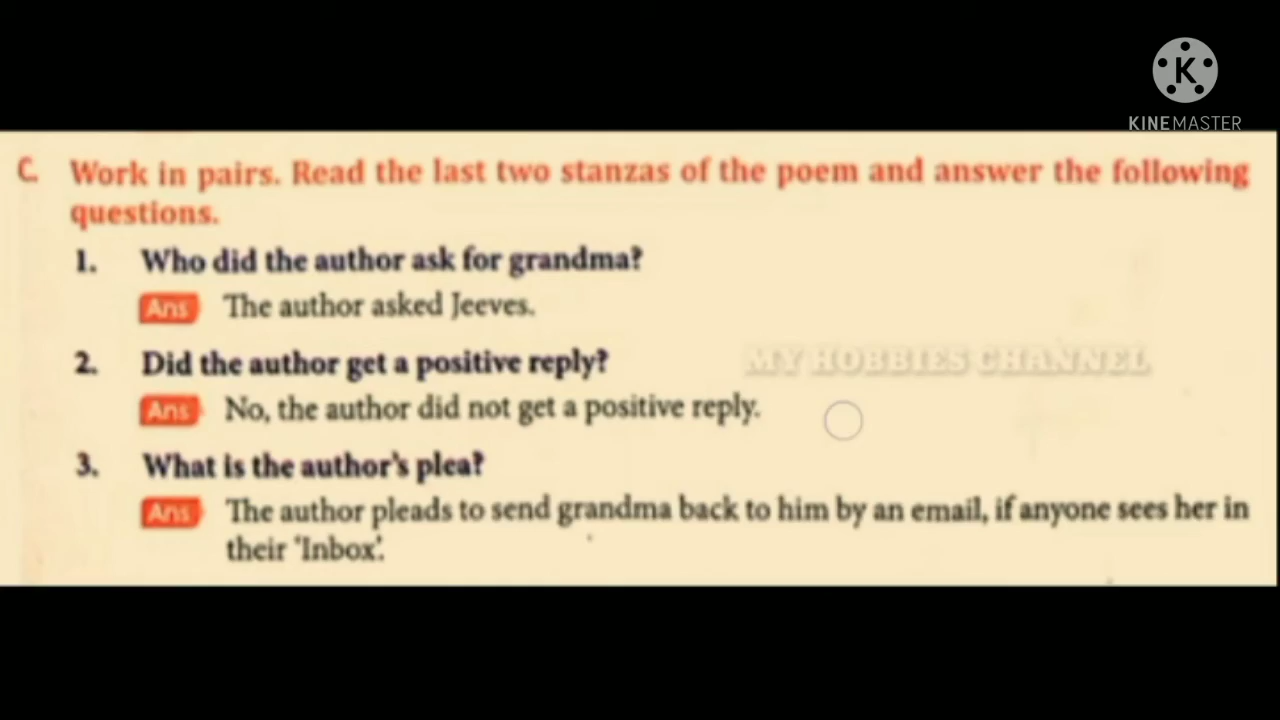 KINEMASTER
C. Work in pairs. Read the last two stanzas of the poem and answer the following
questions.
1. Who did the author ask for grandma?
Ans The author asked Jeeves.
2. Did the author get a positive reply?
MY HOBBIES CHANNEL
Ans No, the author did not get a positive reply.
3. What is the author's plea?
Ans The author pleads to send grandma back to him by an email, if anyone sees her in
their 'Inbox'.